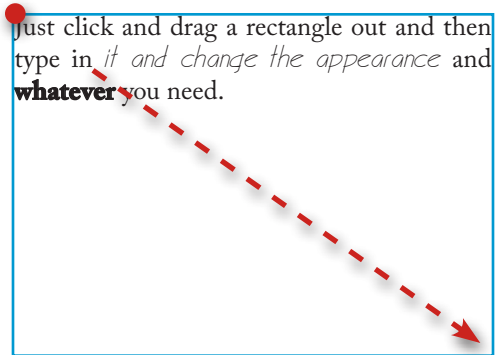 Just click and drag a rectangle out and then
type in it and change the appearance and
whatever you need.